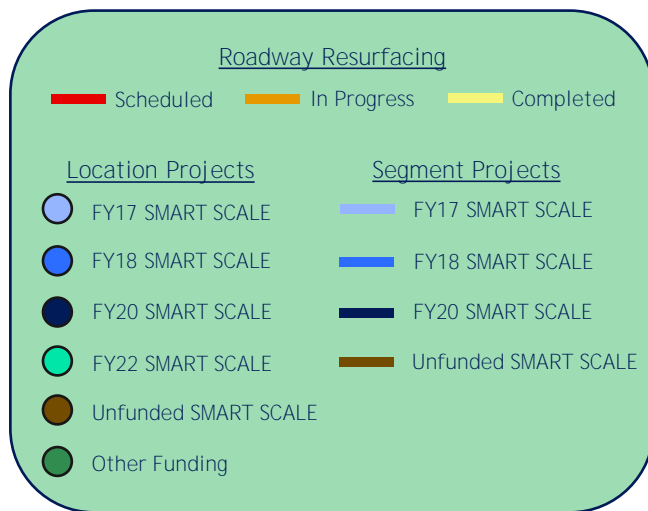 Roadway Resurfacing
Scheduled In Progress Completed
Location Projects Segment Projects
FY17 SMART SCALE FY17 SMART SCALE
FY18 SMART SCALE FY18 SMART SCALE
FY20 SMART SCALE FY20 SMART SCALE
FY22 SMART SCALE Unfunded SMART SCALE
Unfunded SMART SCALE
Other Funding